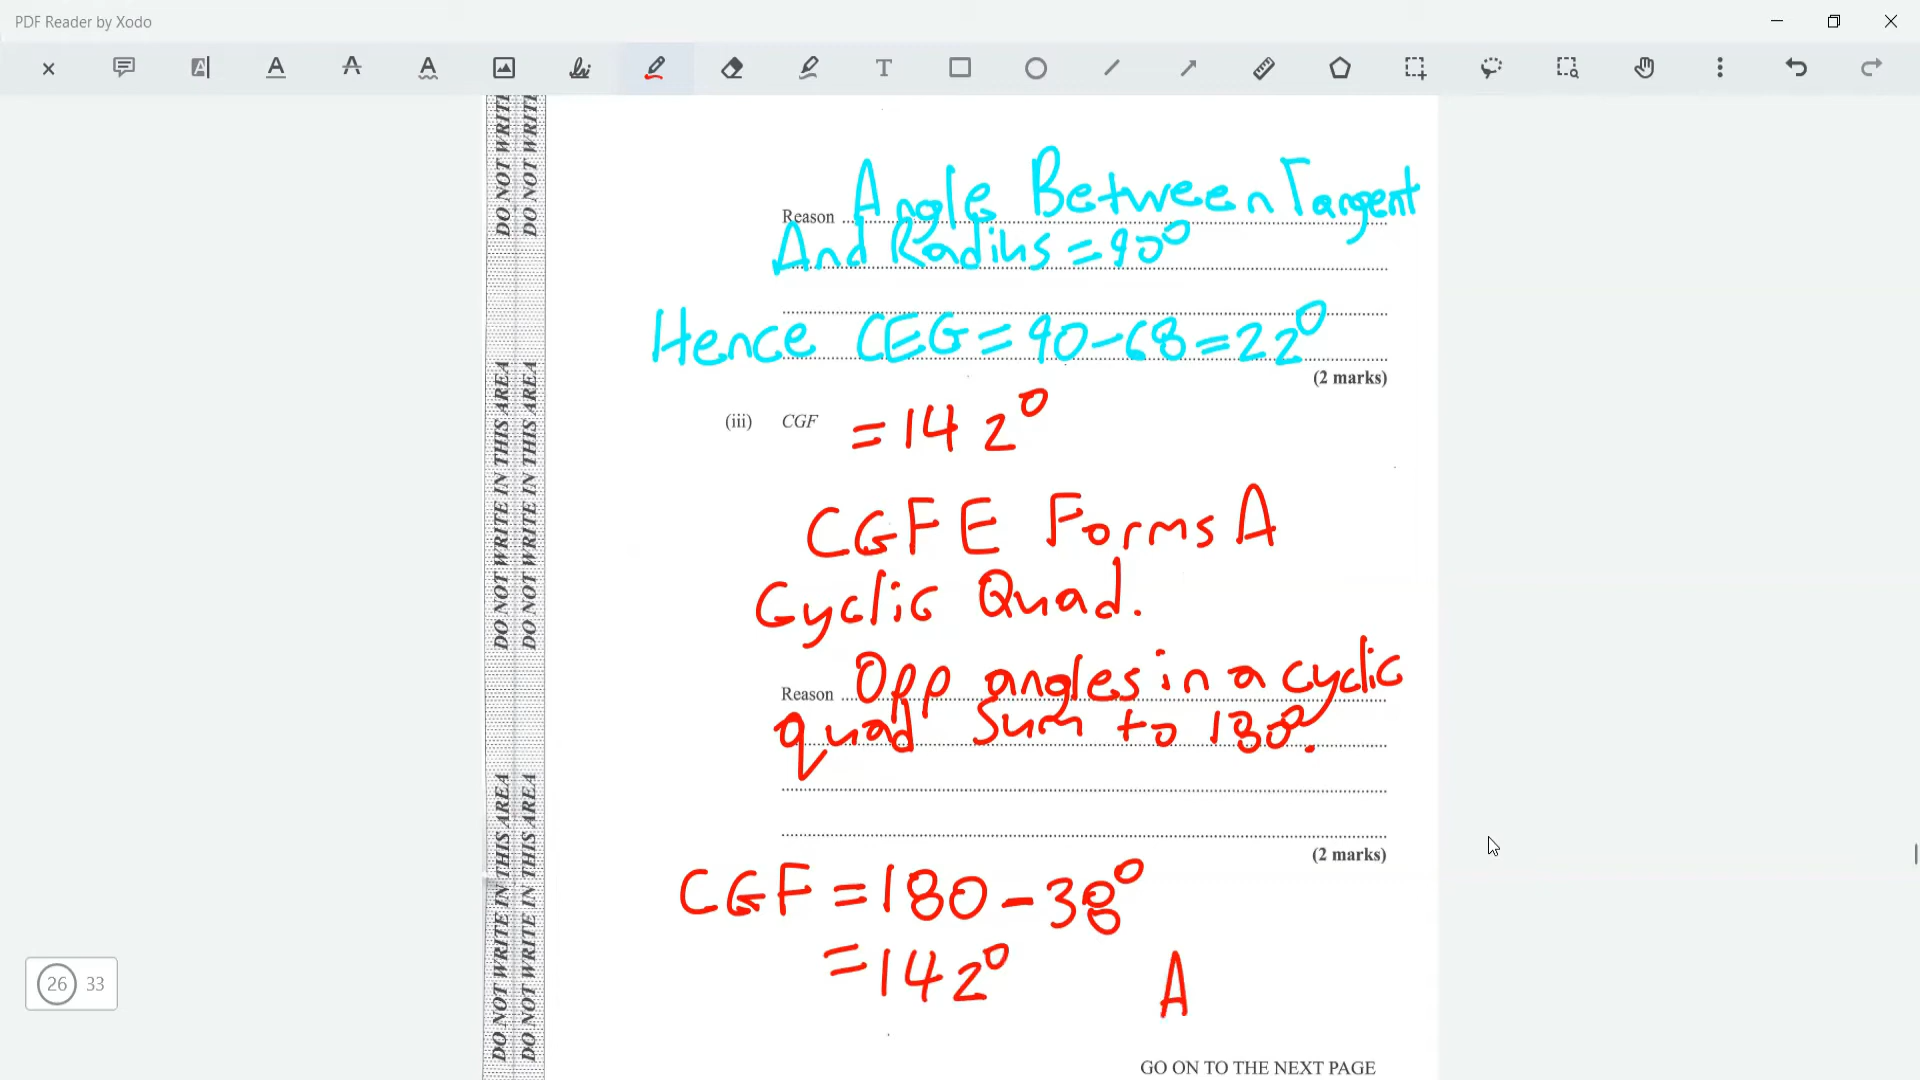 PDF Reader by Xodo
DO NOT WRITE
DO NOT WRITE
Reason Angle Between Tangent
And Radius = 90°
Hence CEG = 90 - 68 = 22°
(2 marks)
(iii) CGF = 142°
CGFE Forms A
Cyclic Quad.
Reason Opp angles in a cyclic
quad sum to 180°.
(2 marks)
CGF = 180 - 38°
= 142°
A
DO NOT WRITE IN THIS AREA
DO NOT WRITE IN THIS AREA
DO NOT WRITE IN THIS AREA
DO NOT WRITE IN THIS AREA
26 33
GO ON TO THE NEXT PAGE